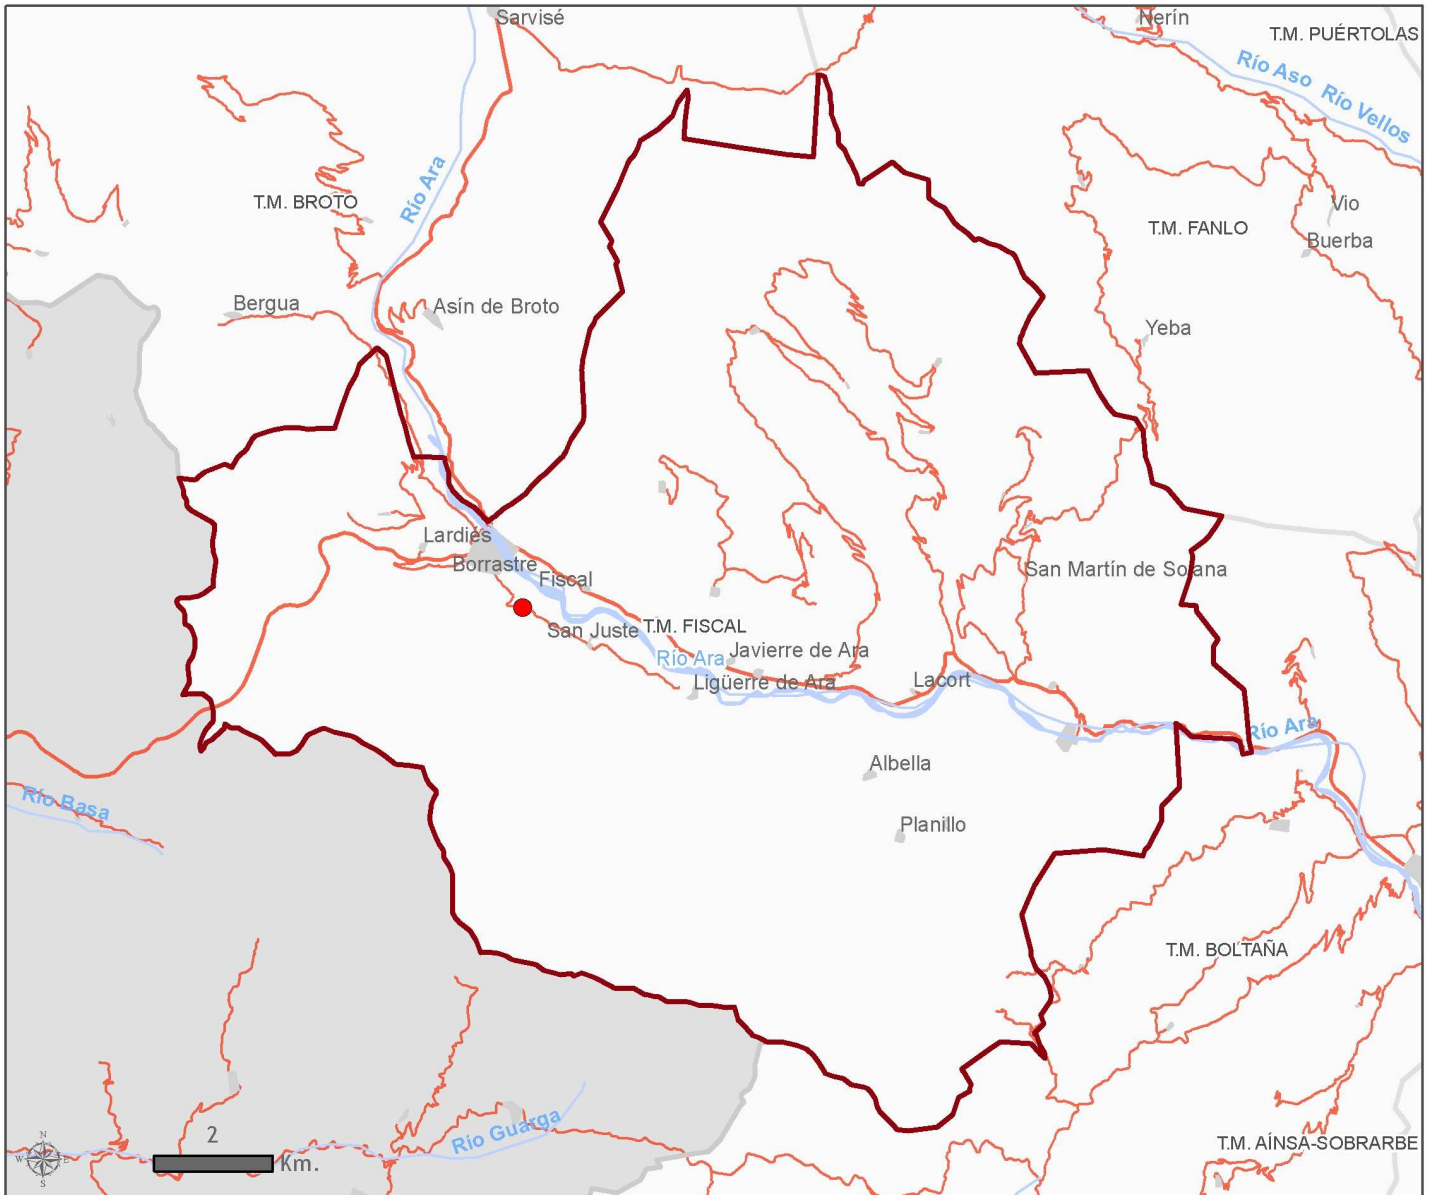 Sarvisé
Nerín
T.M. PUÉRTOLAS
Río Aso
Río Vellos
Río Ara
T.M. BROTO
Vio
T.M. FANLO
Buerba
Bergua
Asín de Broto
Yeba
Lardiés
Borrastre
Fiscal
San Martín de Solana
San Juste
T.M. FISCAL
Javierre de Ara
Río Ara
Ligüerre de Ara
Lacort
Río Ara
Albella
Río Basa
Planillo
T.M. BOLTAÑA
Río Guarga
T.M. AÍNSA-SOBRARBE
2
Km.
N
W
E
S